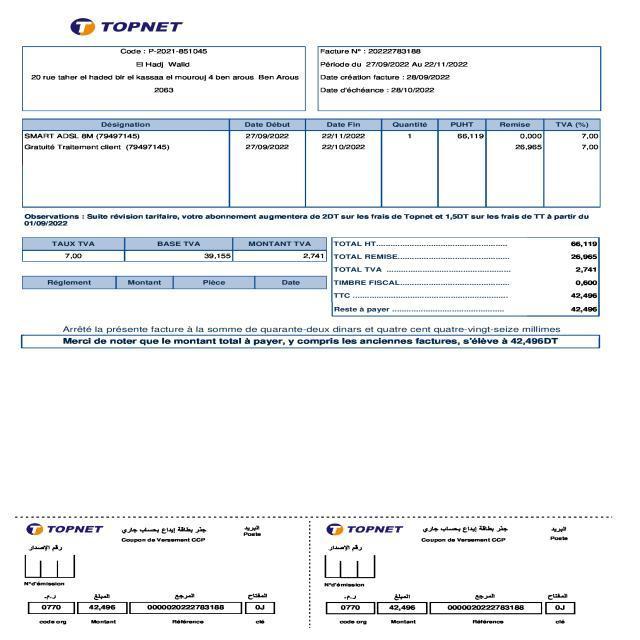 TOPNET
Code : P-2021-851045
El Hadj Walid
20 rue taher el haded bir el kassaa el mourouj 4 ben arous Ben Arous
2063
Facture N° : 20222783188
Période du 27/09/2022 Au 22/11/2022
Date création facture : 28/09/2022
Date d'échéance : 28/10/2022
Désignation Date Début Date Fin Quantité PUHT Remise TVA (%)
SMART ADSL 8M (79497145) 27/09/2022 22/11/2022 1 66,119 0,000 7,00
Gratuité Traitement client (79497145) 27/09/2022 22/10/2022 26,965 7,00
Observations : Suite révision tarifaire, votre abonnement augmentera de 2DT sur les frais de Topnet et 1,5DT sur les frais de TT à partir du
01/09/2022
TAUX TVA BASE TVA MONTANT TVA
7,00 39,155 2,741
Réglement Montant Pièce Date
TOTAL HT 66,119
TOTAL REMISE 26,965
TOTAL TVA 2,741
TIMBRE FISCAL 0,600
TTC 42,496
Reste à payer 42,496
Arrêté la présente facture à la somme de quarante-deux dinars et quatre cent quatre-vingt-seize millimes
Merci de noter que le montant total à payer, y compris les anciennes factures, s'élève à 42,496DT
TOPNET جذر بطاقة إيداع بحساب جاري البريد
Coupon de Versement CCP Poste
رقم الإصدار
N°d'émission
ر.م. المبلغ المرجع المفتاح
0770 42,496 0000020222783188 0J
code org Montant Référence clé
TOPNET جذر بطاقة إيداع بحساب جاري البريد
Coupon de Versement CCP Poste
رقم الإصدار
N°d'émission
ر.م. المبلغ المرجع المفتاح
0770 42,496 0000020222783188 0J
code org Montant Référence clé